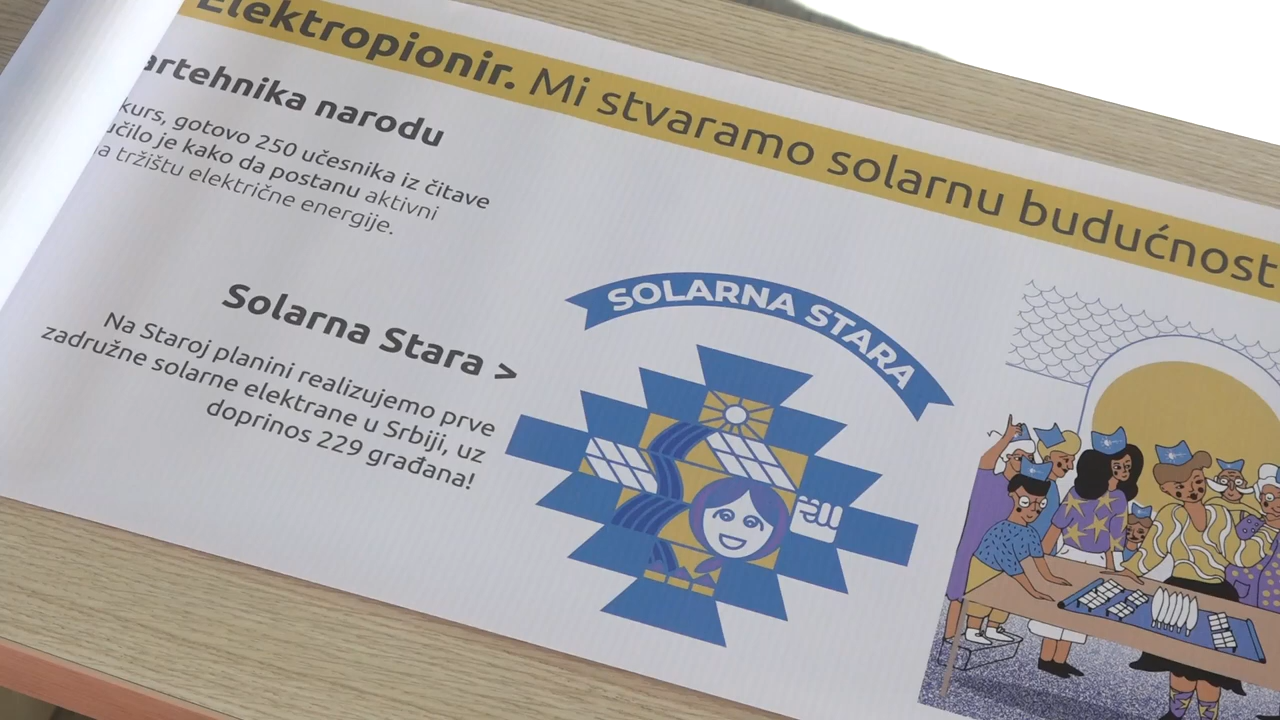 Elektropionir. Mi stvaramo solarnu budućnost
artehnika narodu
kurs, gotovo 250 učesnika iz čitave
učilo je kako da postanu aktivni
a tržištu električne energije.
Solarna Stara >
Na Staroj planini realizujemo prve
zadružne solarne elektrane u Srbiji, uz
doprinos 229 građana!
SOLARNA STARA